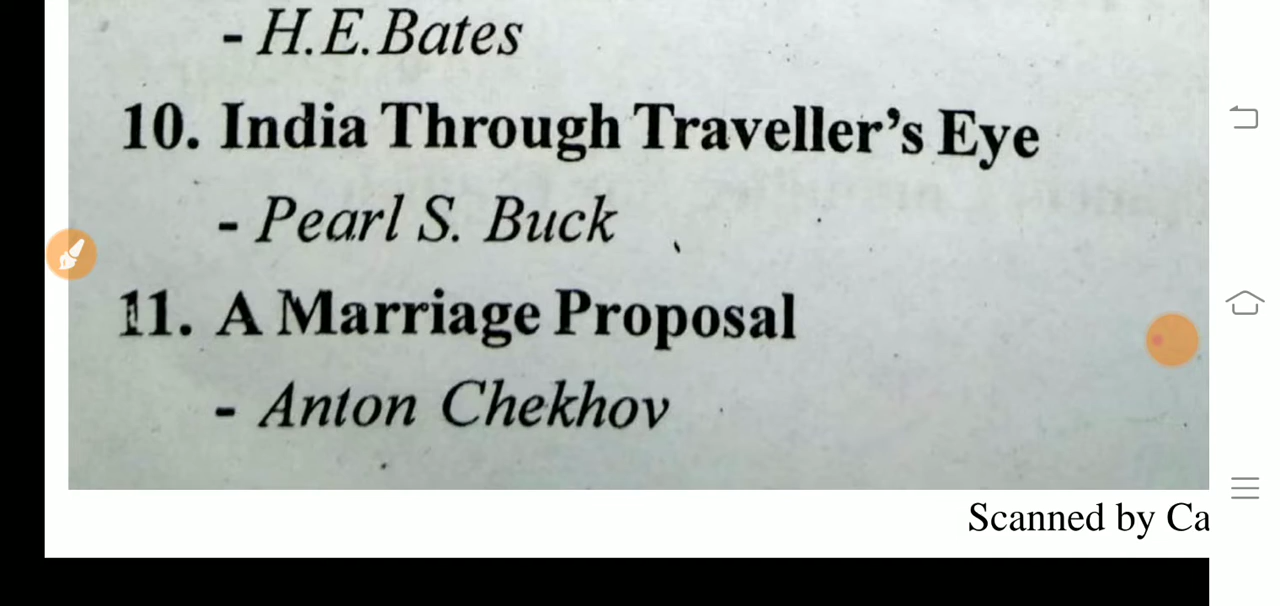 - H.E.Bates
10. India Through Traveller's Eye
- Pearl S. Buck
11. A Marriage Proposal
- Anton Chekhov
Scanned by Ca